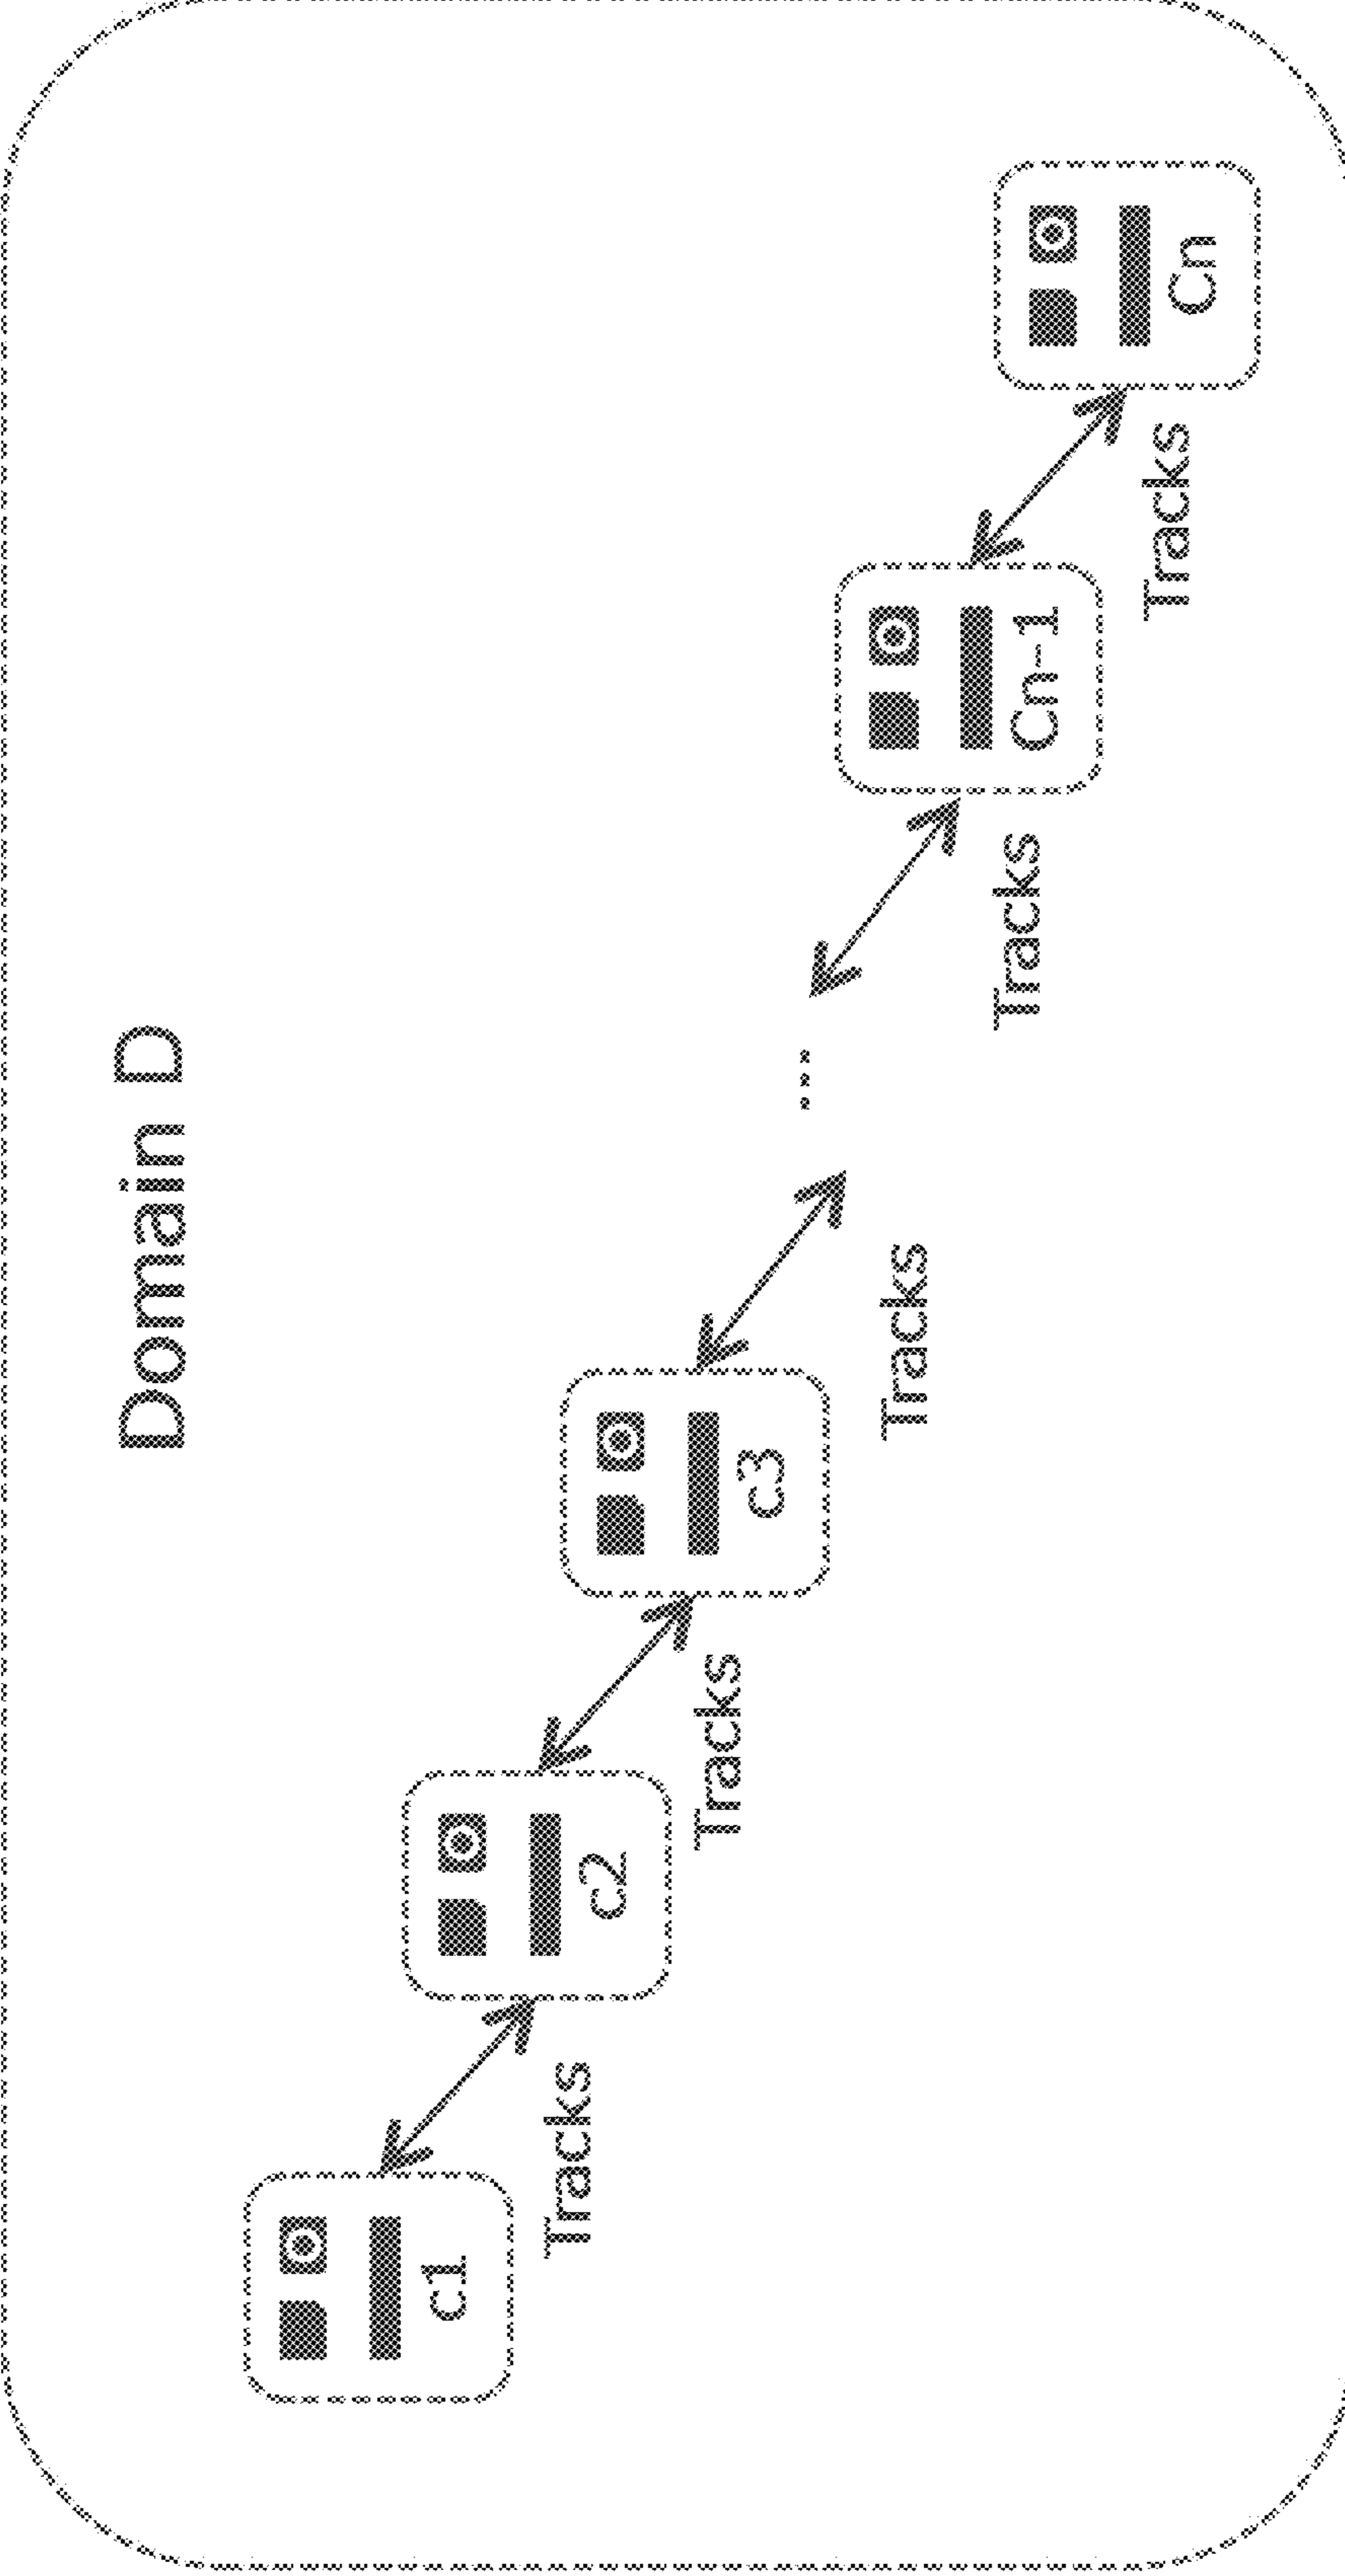 Domain D
c1
Tracks
c2
Tracks
c3
Tracks
...
Tracks
Cn-1
Tracks
Cn